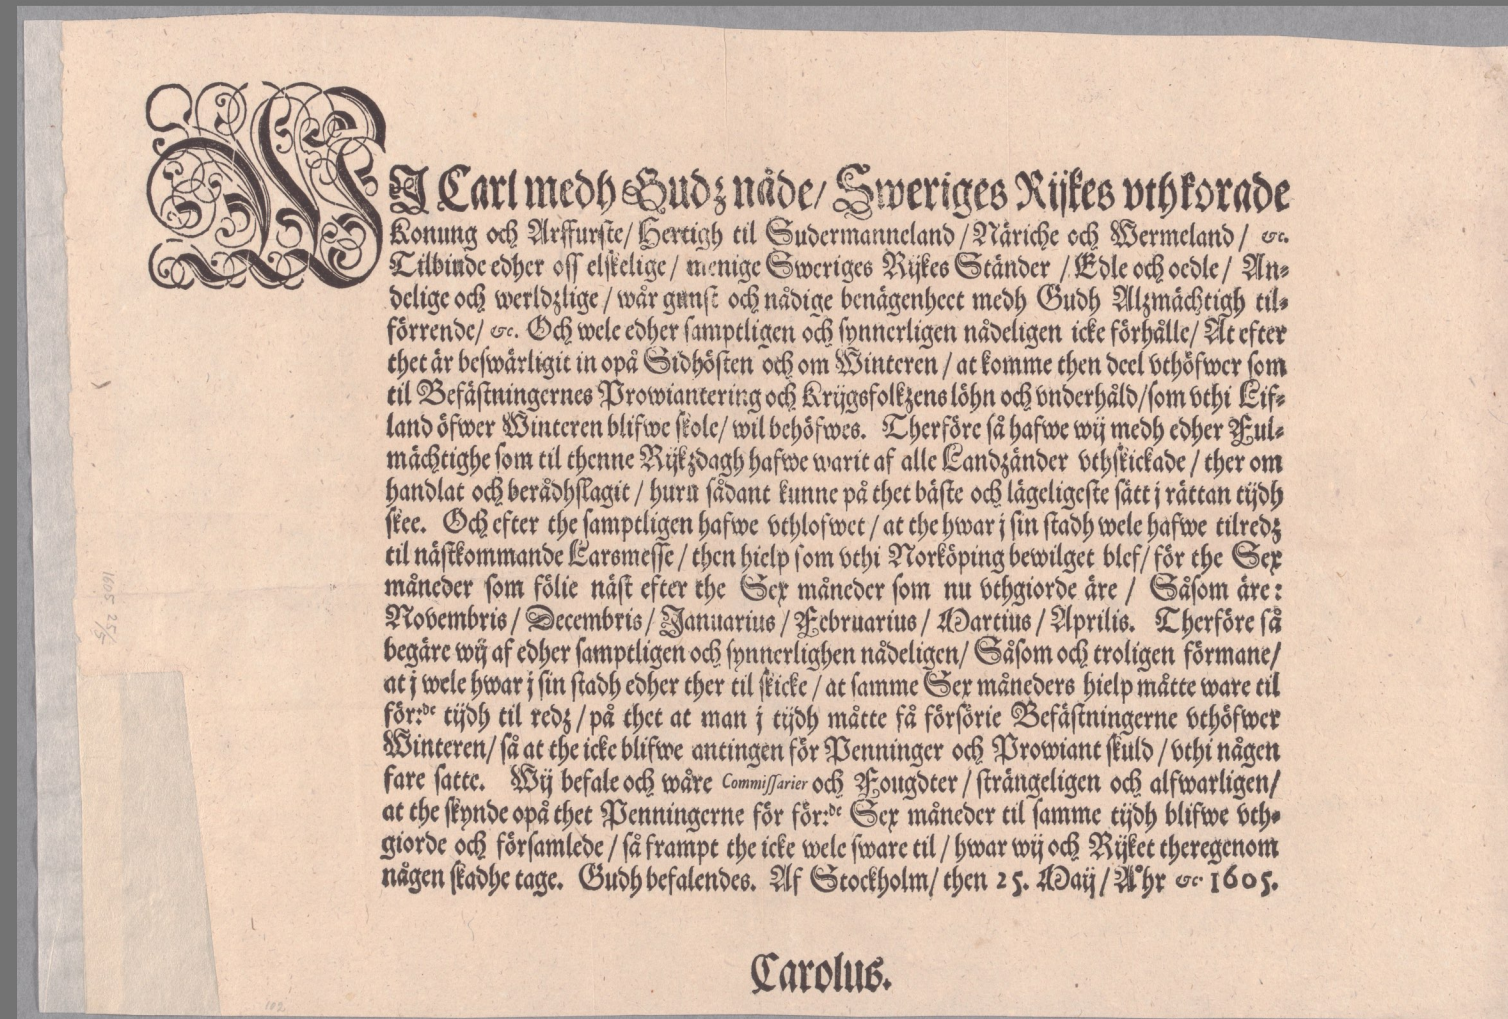 WJ Carl medh Gudz nåde/ Sweriges Rijkes vthkorade
Konung och Arffurste/ Hertigh til Sudermanneland/ Näriche och Wermeland/ &c.
Tilbiude edher oss elskelige/ menige Sweriges Rijkes Ständer/ Edle och oedle/ An-
delige och werldzlige/ wår gunst och nådige benägenheet medh Gudh Alzmächtigh til-
förrende/ &c. Och wele edher samptligen och synnerligen nådeligen icke förhålle/ At efter
thet är beswärligit in opå Sidhösten och om Winteren/ at komme then deel vthöfwer som
til Befästningernes Prowiantering och Krijgsfolkzens löhn och vnderhåld/ som vthi Lif-
land öfwer Winteren blifwe skole/ wil behöfwes. Therföre så hafwe wij medh edher Ful-
mächtighe som til thenne Rijkzdagh hafwe warit af alle Landzänder vthskickade/ ther om
handlat och berådhslagit/ huru sådant kunne på thet bäste och lägeligeste sätt j rättan tijdh
skee. Och efter the samptligen hafwe vthlofwet/ at the hwar j sin stadh wele hafwe tilredz
til nästkommande Larsmesse/ then hielp som vthi Norköping bewilget blef/ för the Sex
måneder som fölie näst efter the Sex måneder som nu vthgiorde äre/ Såsom äre:
Novembris/ Decembris/ Januarius/ Februarius/ Martius/ Aprilis. Therföre så
begäre wij af edher samptligen och synnerlighen nådeligen/ Såsom och troligen förmane/
at j wele hwar j sin stadh edher ther til skicke/ at samme Sex måneders hielp måtte ware til
för:de tijdh til redz/ på thet at man j tijdh måtte få försörie Befästningerne vthöfwer
Winteren/ så at the icke blifwe antingen för Penninger och Prowiant skuld/ vthi någen
fare satte. Wij befale och wåre Commissarier och Fougdter/ strängeligen och alfwarligen/
at the skynde opå thet Penningerne för för:de Sex måneder til samme tijdh blifwe vth-
giorde och församlede/ så frampt the icke wele sware til/ hwar wij och Rijket theregenom
någen skadhe tage. Gudh befalendes. Af Stockholm/ then 25. Maij/ Åhr &c. 1605.
Carolus.
1605 25/5
102.